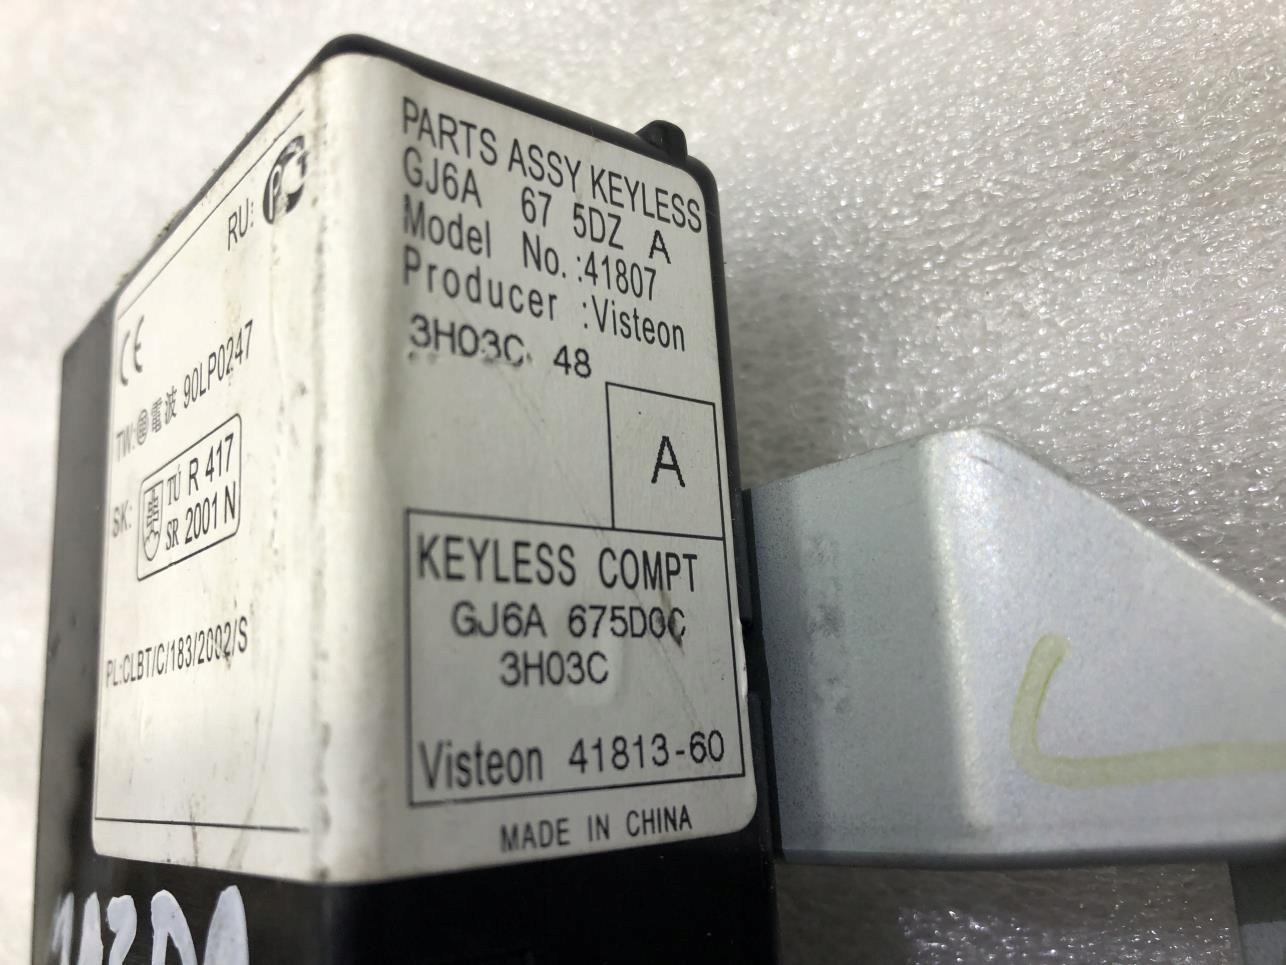 RU:
CE
TW: 電波 90LP0247
SK: TÚ R 417
SR 2001 N
PL:CLBT/C/183/2002/S
PARTS ASSY KEYLESS
GJ6A 67 5DZ A
Model No.:41807
Producer :Visteon
3H03C 48
A
KEYLESS COMPT
GJ6A 675D0C
3H03C
Visteon 41813-60
MADE IN CHINA